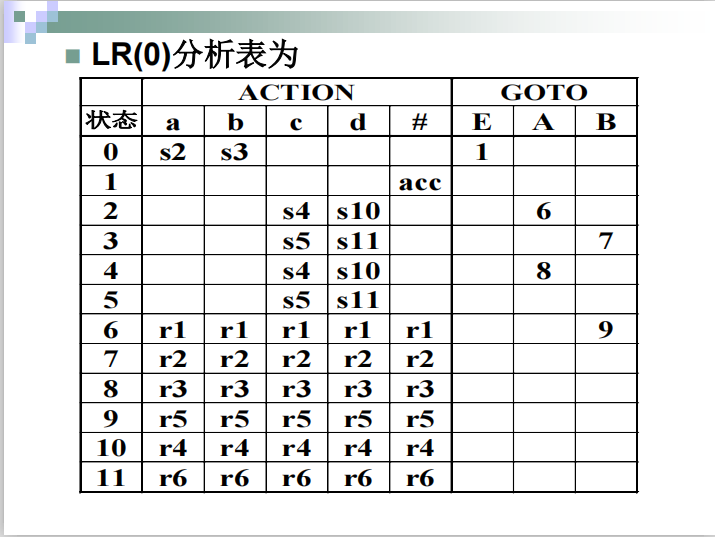 LR(0)分析表为
ACTION GOTO
状态 a b c d # E A B
0 s2 s3 1
1 acc
2 s4 s10 6
3 s5 s11 7
4 s4 s10 8
5 s5 s11
6 r1 r1 r1 r1 r1 9
7 r2 r2 r2 r2 r2
8 r3 r3 r3 r3 r3
9 r5 r5 r5 r5 r5
10 r4 r4 r4 r4 r4
11 r6 r6 r6 r6 r6